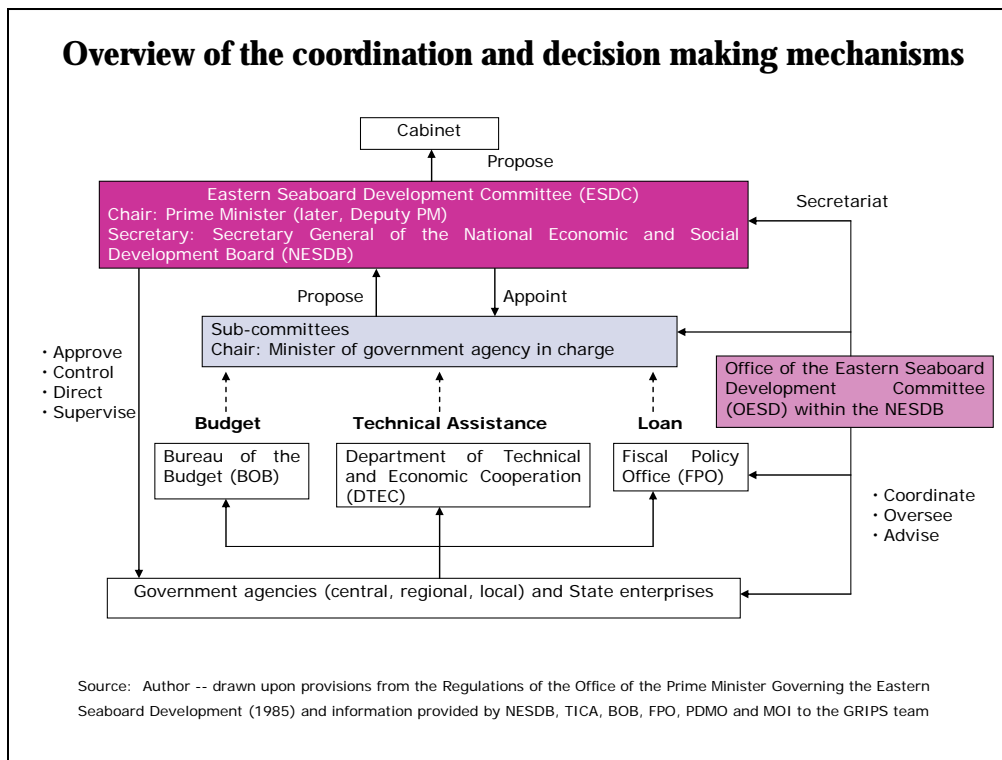 Overview of the coordination and decision making mechanisms
Cabinet
Propose
Eastern Seaboard Development Committee (ESDC)
Chair: Prime Minister (later, Deputy PM)
Secretary: Secretary General of the National Economic and Social
Development Board (NESDB)
Secretariat
Propose
Appoint
Sub-committees
Chair: Minister of government agency in charge
・Approve
・Control
・Direct
・Supervise
Office of the Eastern Seaboard
Development Committee
(OESD) within the NESDB
Budget
Technical Assistance
Loan
Bureau of the
Budget (BOB)
Department of Technical
and Economic Cooperation
(DTEC)
Fiscal Policy
Office (FPO)
・Coordinate
・Oversee
・Advise
Government agencies (central, regional, local) and State enterprises
Source: Author -- drawn upon provisions from the Regulations of the Office of the Prime Minister Governing the Eastern
Seaboard Development (1985) and information provided by NESDB, TICA, BOB, FPO, PDMO and MOI to the GRIPS team